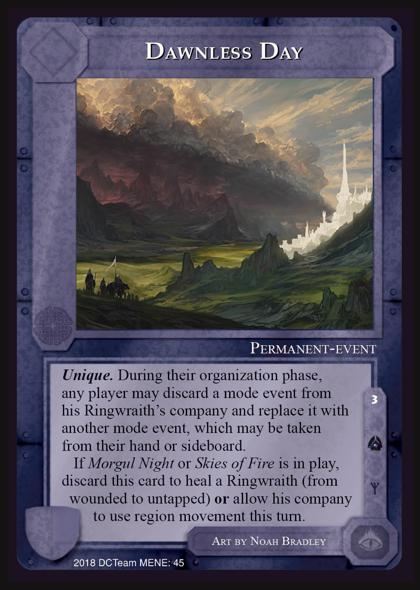 DAWNLESS DAY
PERMANENT-EVENT
Unique. During their organization phase,
any player may discard a mode event from
his Ringwraith's company and replace it with
another mode event, which may be taken
from their hand or sideboard.
If Morgul Night or Skies of Fire is in play,
discard this card to heal a Ringwraith (from
wounded to untapped) or allow his company
to use region movement this turn.
3
ART BY NOAH BRADLEY
2018 DCTeam MENE: 45